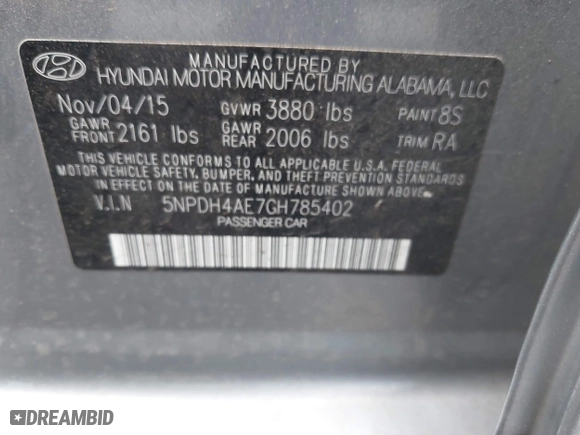 MANUFACTURED BY
HYUNDAI MOTOR MANUFACTURING ALABAMA, LLC
Nov/04/15 GVWR 3880 lbs PAINT 8S
GAWR FRONT 2161 lbs GAWR REAR 2006 lbs TRIM RA
THIS VEHICLE CONFORMS TO ALL APPLICABLE U.S.A. FEDERAL
MOTOR VEHICLE SAFETY, BUMPER, AND THEFT PREVENTION STANDARDS
IN EFFECT ON THE DATE OF MANUFACTURE SHOWN ABOVE.
V.I.N 5NPDH4AE7GH785402
PASSENGER CAR
DREAMBID